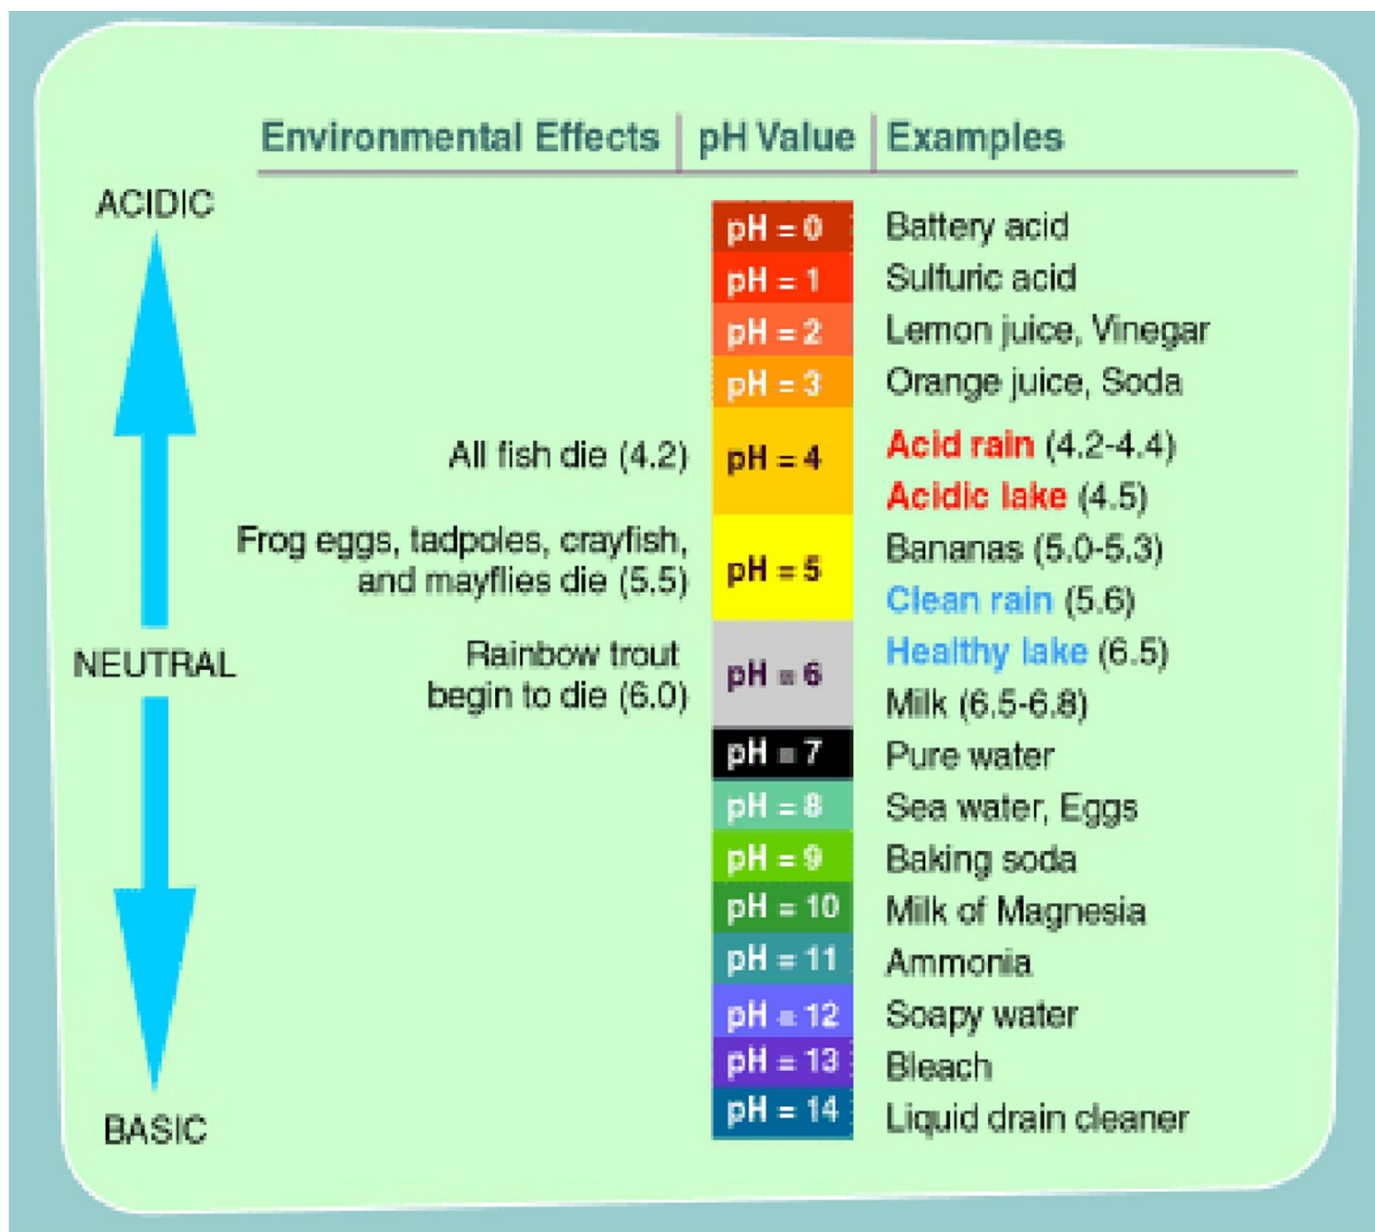 Environmental Effects pH Value Examples
ACIDIC
pH = 0 Battery acid
pH = 1 Sulfuric acid
pH = 2 Lemon juice, Vinegar
pH = 3 Orange juice, Soda
All fish die (4.2) pH = 4 Acid rain (4.2-4.4)
Acidic lake (4.5)
Frog eggs, tadpoles, crayfish,
and mayflies die (5.5) pH = 5 Bananas (5.0-5.3)
Clean rain (5.6)
NEUTRAL
Rainbow trout
begin to die (6.0) pH = 6 Healthy lake (6.5)
Milk (6.5-6.8)
pH = 7 Pure water
pH = 8 Sea water, Eggs
pH = 9 Baking soda
pH = 10 Milk of Magnesia
pH = 11 Ammonia
pH = 12 Soapy water
pH = 13 Bleach
pH = 14 Liquid drain cleaner
BASIC